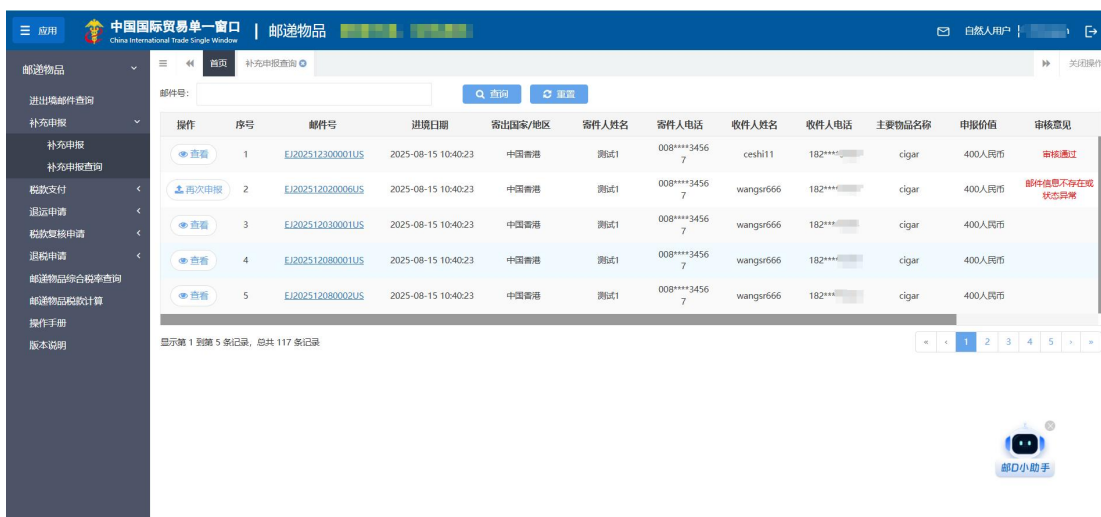 应用
中国国际贸易单一窗口 | 邮递物品
China International Trade Single Window
自然人用户 |
邮递物品
进出境邮件查询
补充申报
补充申报
补充申报查询
税款支付
退运申请
税款复核申请
退税申请
邮递物品综合税率查询
邮递物品税款计算
操作手册
版本说明
首页 补充申报查询 关闭操作
邮件号: 查询 重置
操作 序号 邮件号 进境日期 寄出国家/地区 寄件人姓名 寄件人电话 收件人姓名 收件人电话 主要物品名称 申报价值 审核意见
查看 1 EJ202512300001US 2025-08-15 10:40:23 中国香港 测试1 008****34567 ceshi11 182*** cigar 400人民币 审核通过
再次申报 2 EJ202512020006US 2025-08-15 10:40:23 中国香港 测试1 008****34567 wangsr666 182*** cigar 400人民币 邮件信息不存在或状态异常
查看 3 EJ202512030001US 2025-08-15 10:40:23 中国香港 测试1 008****34567 wangsr666 182*** cigar 400人民币
查看 4 EJ202512080001US 2025-08-15 10:40:23 中国香港 测试1 008****34567 wangsr666 182*** cigar 400人民币
查看 5 EJ202512080002US 2025-08-15 10:40:23 中国香港 测试1 008****34567 wangsr666 182*** cigar 400人民币
显示第 1 到第 5 条记录，总共 117 条记录
« ‹ 1 2 3 4 5 › »
邮D小助手